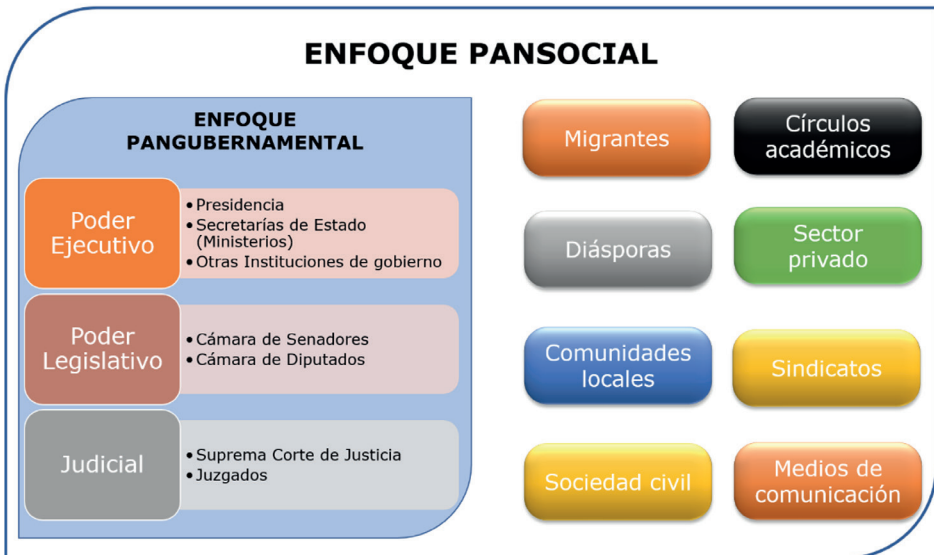 ENFOQUE PANSOCIAL
ENFOQUE
PANGUBERNAMENTAL
Poder
Ejecutivo
• Presidencia
• Secretarías de Estado
(Ministerios)
• Otras Instituciones de gobierno
Poder
Legislativo
• Cámara de Senadores
• Cámara de Diputados
Judicial
• Suprema Corte de Justicia
• Juzgados
Migrantes
Círculos
académicos
Diásporas
Sector
privado
Comunidades
locales
Sindicatos
Sociedad civil
Medios de
comunicación